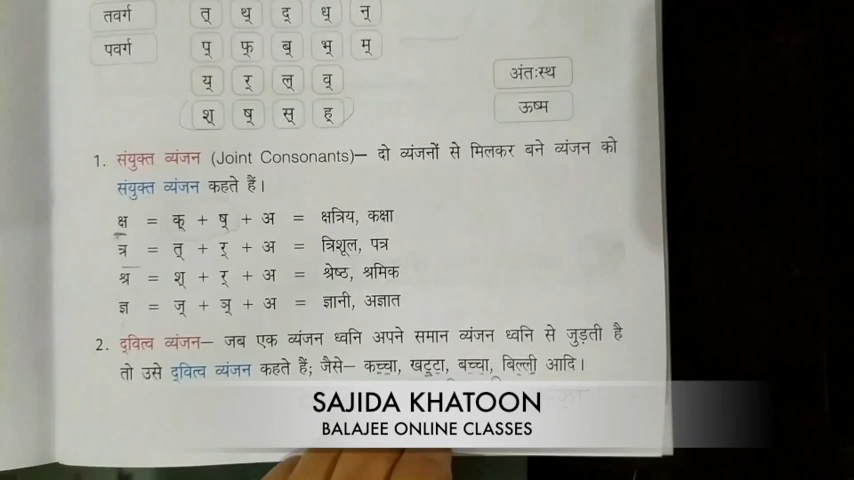 तवर्ग त् थ् द् ध् न्
पवर्ग प् फ् ब् भ् म्
य् र् ल् व् अंतःस्थ
श् ष् स् ह् ऊष्म
1. संयुक्त व्यंजन (Joint Consonants)– दो व्यंजनों से मिलकर बने व्यंजन को
संयुक्त व्यंजन कहते हैं।
क्ष = क् + ष् + अ = क्षत्रिय, कक्षा
त्र = त् + र् + अ = त्रिशूल, पत्र
श्र = श् + र् + अ = श्रेष्ठ, श्रमिक
ज्ञ = ज् + ञ् + अ = ज्ञानी, अज्ञात
2. द्‌वित्व व्यंजन– जब एक व्यंजन ध्वनि अपने समान व्यंजन ध्वनि से जुड़ती है
तो उसे द्‌वित्व व्यंजन कहते हैं; जैसे– कच्चा, खट्‌टा, बच्चा, बिल्ली आदि।
SAJIDA KHATOON
BALAJEE ONLINE CLASSES